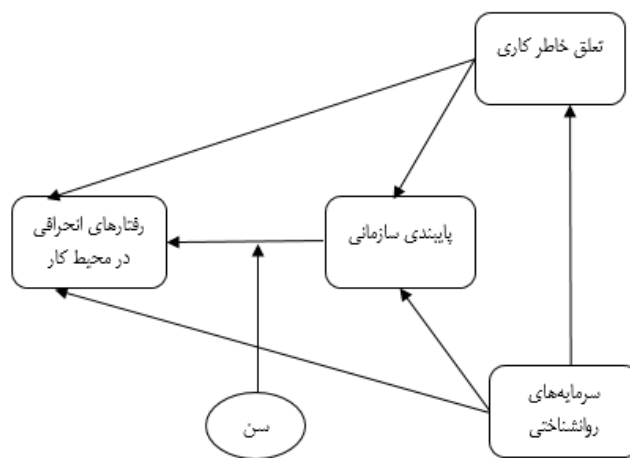 تعلق خاطر کاری
پایبندی سازمانی
رفتارهای انحرافی
در محیط کار
سرمایه‌های
روانشناختی
سن